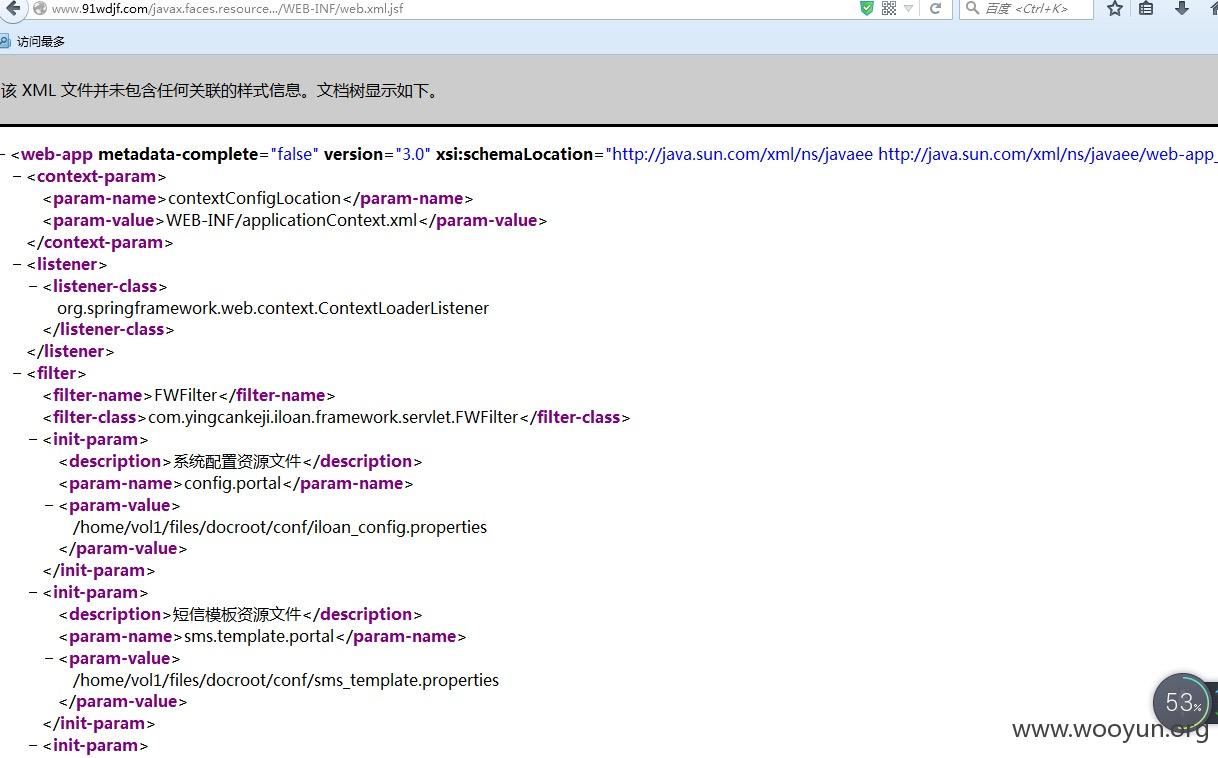 www.91wdjf.com/javax.faces.resource.../WEB-INF/web.xml.jsf
百度 <Ctrl+K>
访问最多
该 XML 文件并未包含任何关联的样式信息。文档树显示如下。
− <web-app metadata-complete="false" version="3.0" xsi:schemaLocation="http://java.sun.com/xml/ns/javaee http://java.sun.com/xml/ns/javaee/web-app_
− <context-param>
<param-name>contextConfigLocation</param-name>
<param-value>WEB-INF/applicationContext.xml</param-value>
</context-param>
− <listener>
− <listener-class>
org.springframework.web.context.ContextLoaderListener
</listener-class>
</listener>
− <filter>
<filter-name>FWFilter</filter-name>
<filter-class>com.yingcankeji.iloan.framework.servlet.FWFilter</filter-class>
− <init-param>
<description>系统配置资源文件</description>
<param-name>config.portal</param-name>
− <param-value>
/home/vol1/files/docroot/conf/iloan_config.properties
</param-value>
</init-param>
− <init-param>
<description>短信模板资源文件</description>
<param-name>sms.template.portal</param-name>
− <param-value>
/home/vol1/files/docroot/conf/sms_template.properties
</param-value>
</init-param>
− <init-param>
53%
www.wooyun.org